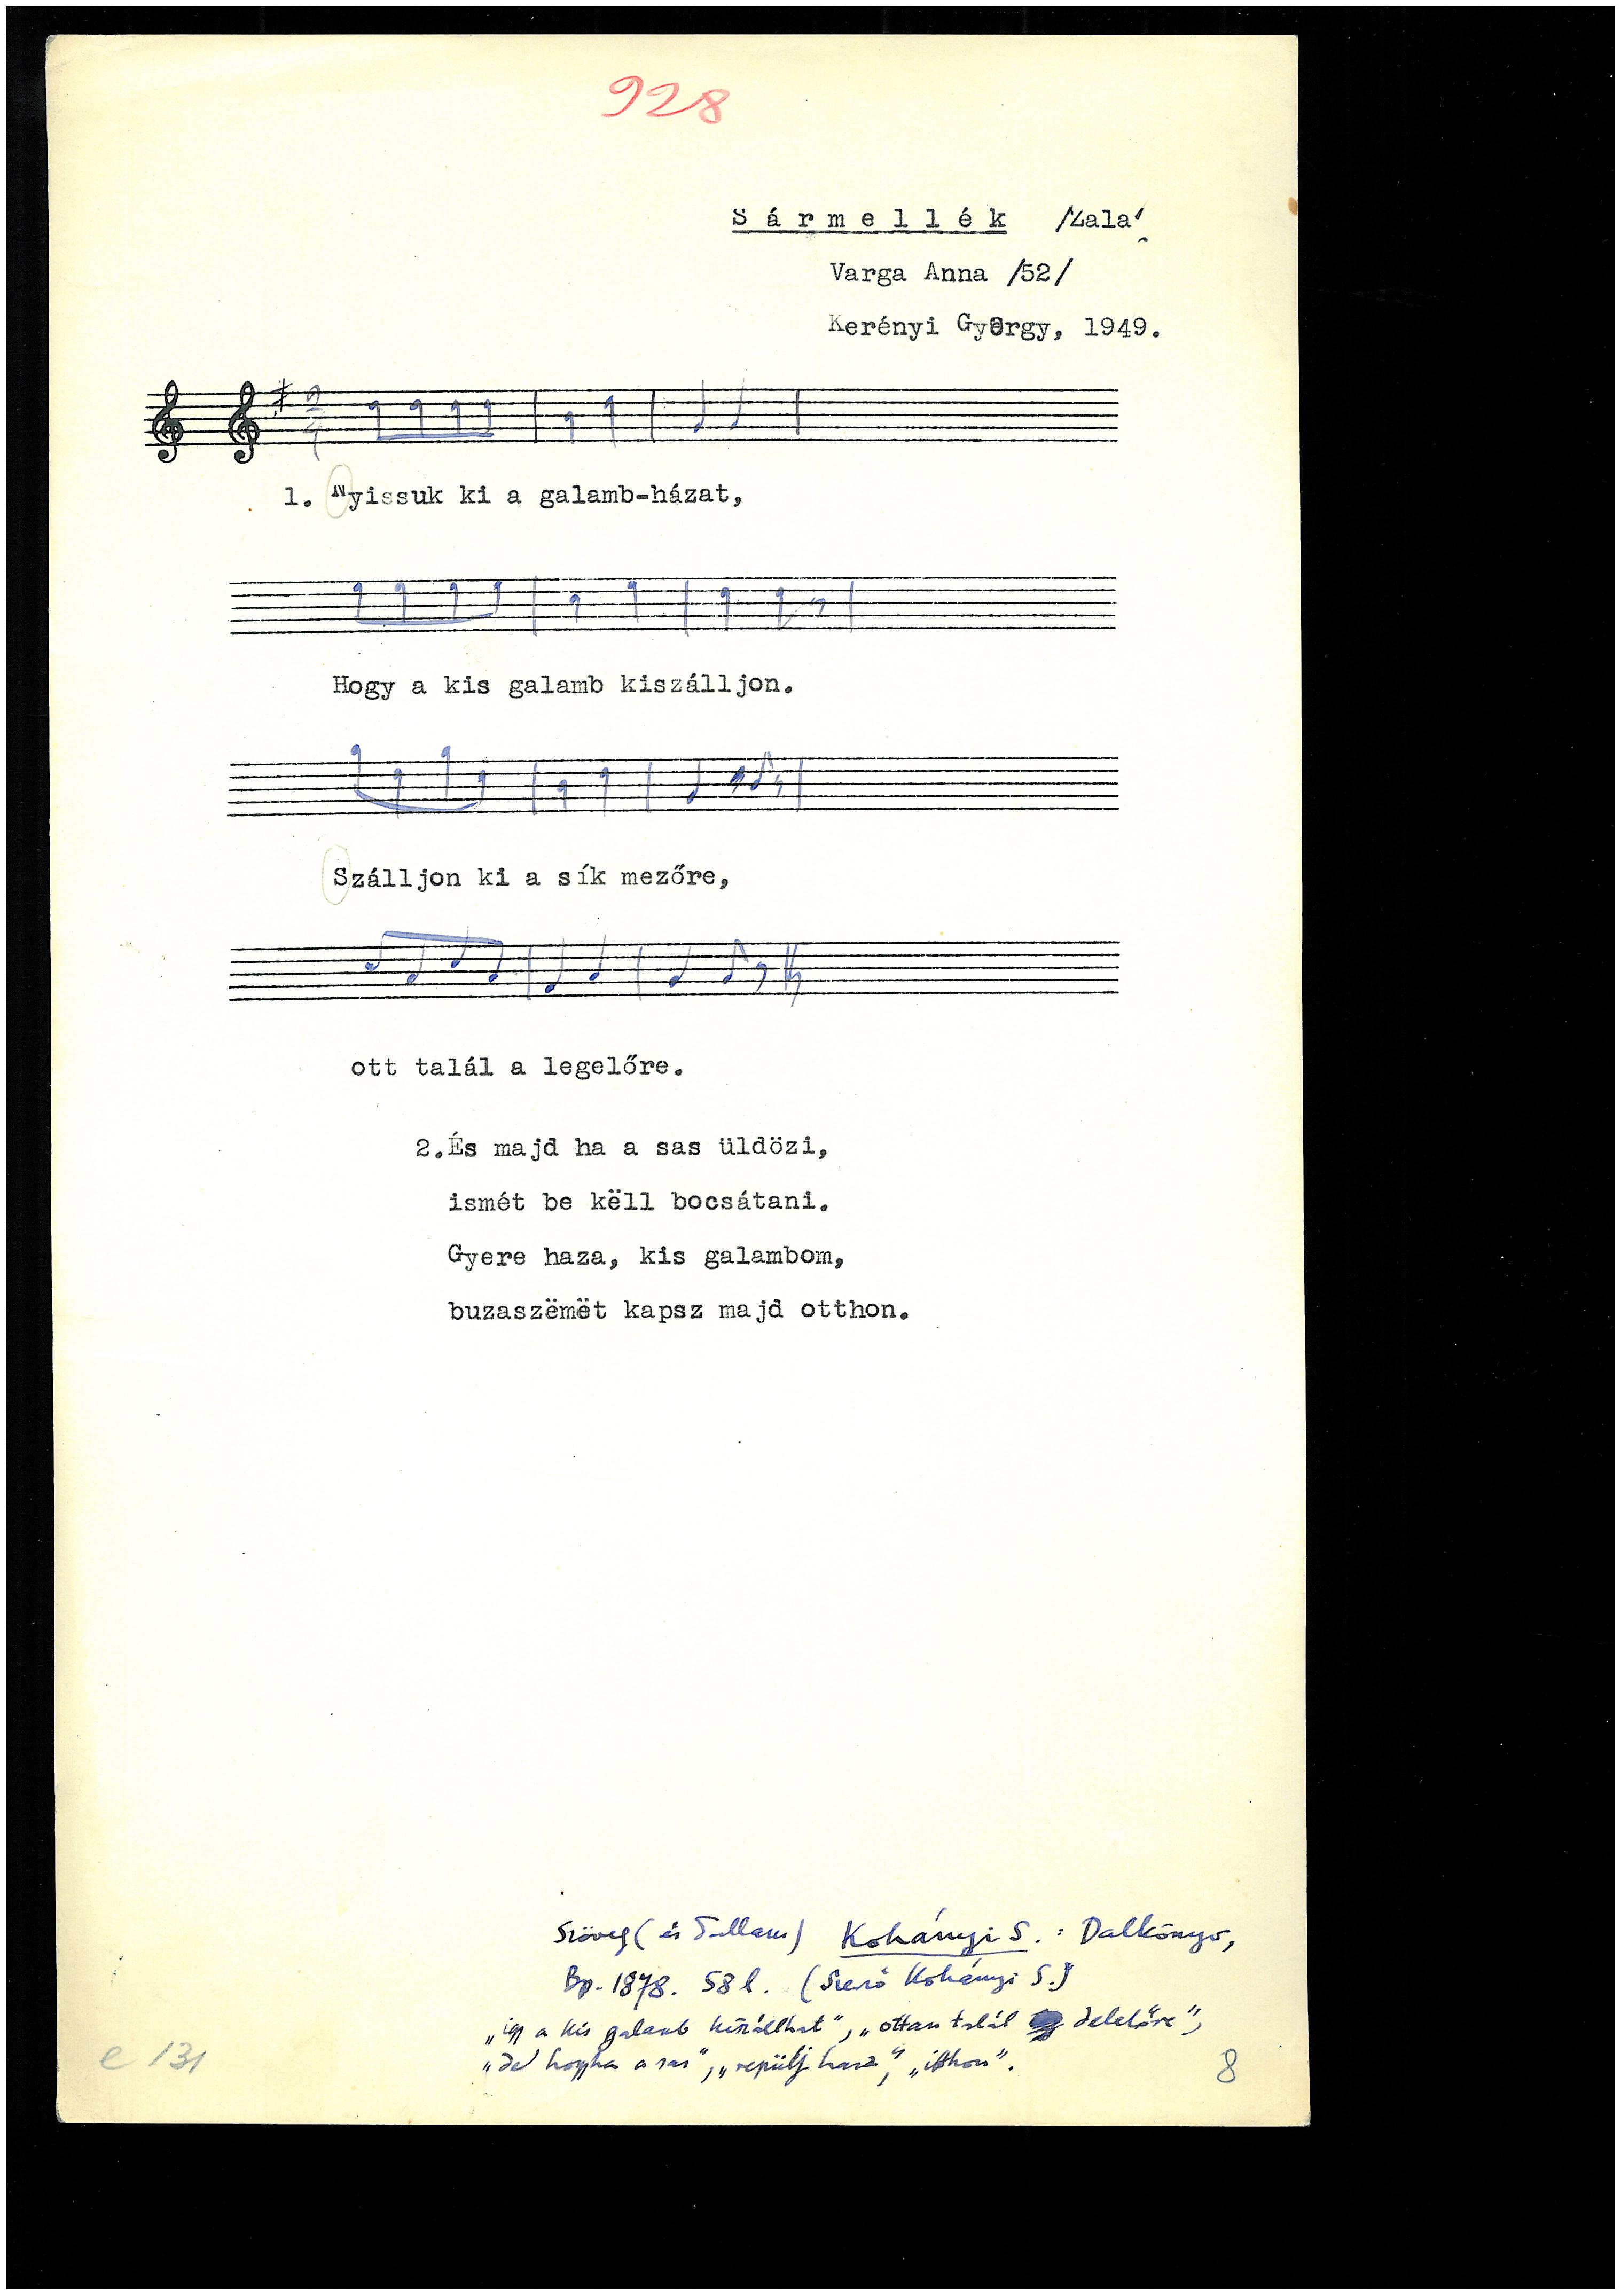 928
Sármellék /Zala/
Varga Anna /52/
Kerényi György, 1949.
1. Nyissuk ki a galamb-házat,
Hogy a kis galamb kiszálljon.
Szálljon ki a sík mezőre,
ott talál a legelőre.
2.És majd ha a sas üldözi,
ismét be këll bocsátani.
Gyere haza, kis galambom,
buzaszëmët kapsz majd otthon.
Szöveg (és dallam) Kohányi S. : Dalkönyv,
Bp. 1878. 58 l. (Szerző Kohányi S.)
„így a kis galamb kiszállhat”, „ottan talál delelőre”,
„de hogyha a sas”, „repülj haza”, „itthon”.
e 131
8